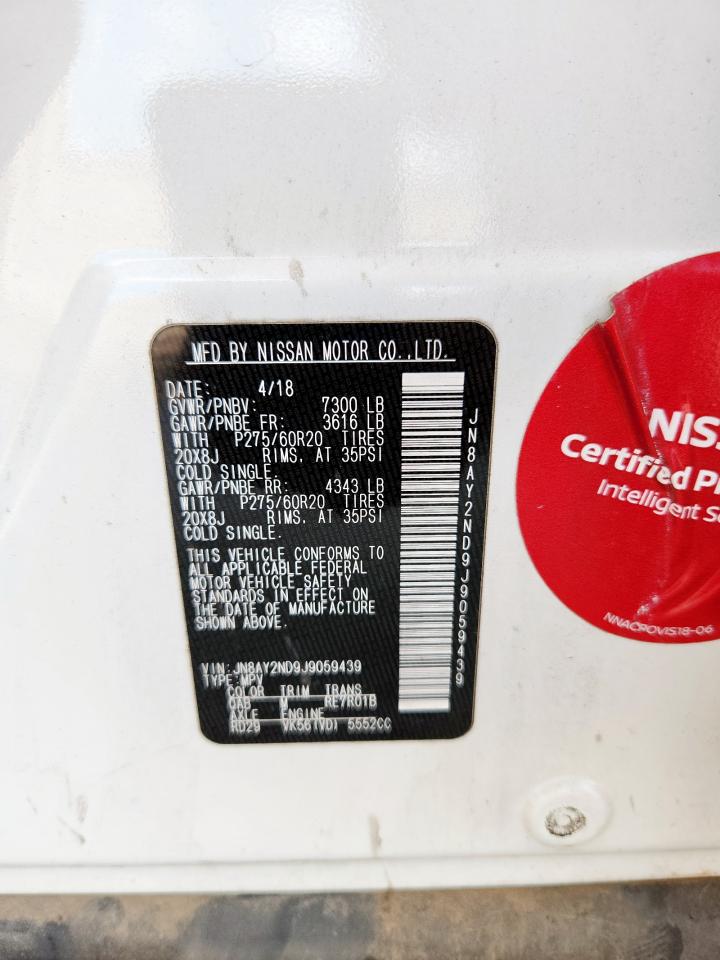 MFD BY NISSAN MOTOR CO.,LTD.
DATE: 4/18
GVWR/PNBV: 7300 LB
GAWR/PNBE FR: 3616 LB
WITH P275/60R20 TIRES
20X8J RIMS, AT 35PSI
COLD SINGLE.
GAWR/PNBE RR: 4343 LB
WITH P275/60R20 TIRES
20X8J RIMS, AT 35PSI
COLD SINGLE.
THIS VEHICLE CONFORMS TO
ALL APPLICABLE FEDERAL
MOTOR VEHICLE SAFETY
STANDARDS IN EFFECT ON
THE DATE OF MANUFACTURE
SHOWN ABOVE.
VIN: JN8AY2ND9J9059439
TYPE:MPV
COLOR TRIM TRANS
QAB M RE7R01B
AXLE ENGINE
RD29 VK56(VD) 5552CC
JN8AY2ND9J9059439
NIS
Certified P
Intelligent S
NNACROVIS18-06